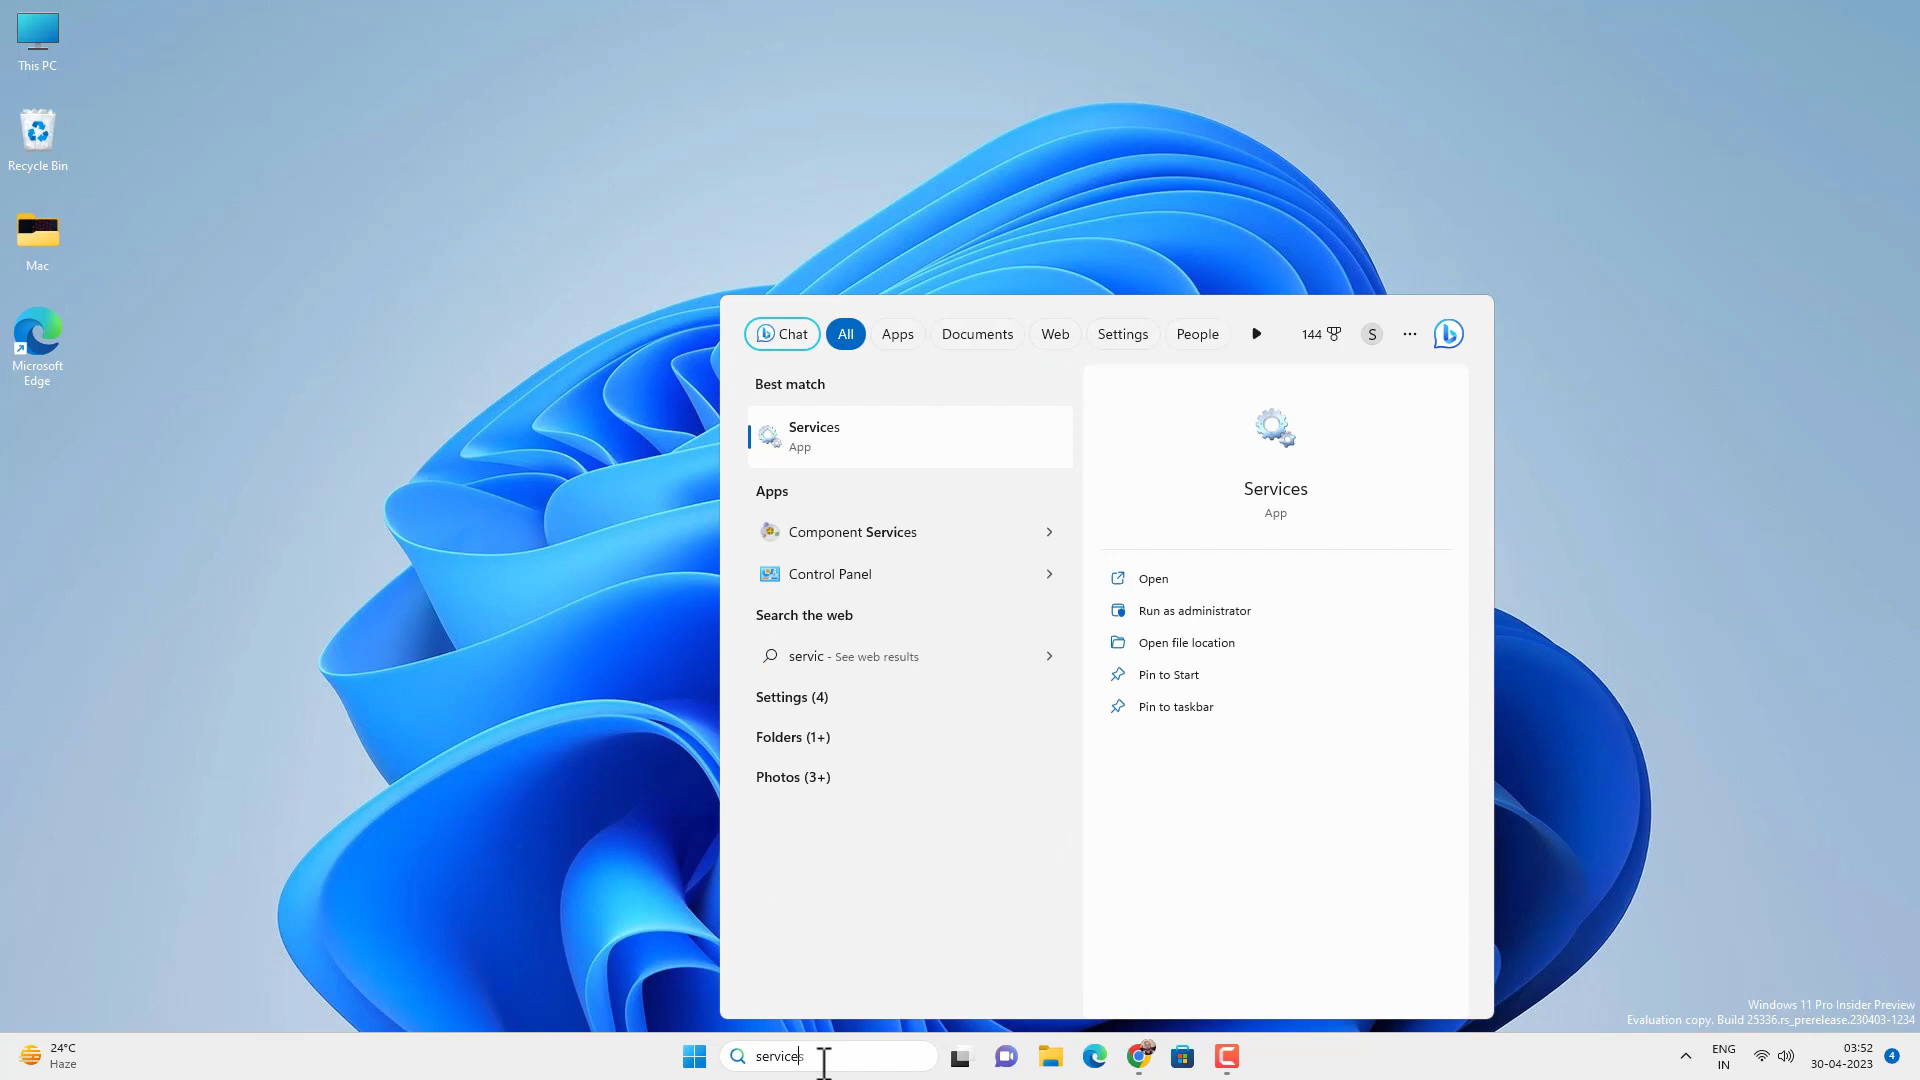 This PC
Recycle Bin
Mac
Microsoft
Edge
Chat
All
Apps
Documents
Web
Settings
People
144
S
Best match
Services
App
Apps
Component Services
Control Panel
Search the web
servic - See web results
Settings (4)
Folders (1+)
Photos (3+)
Services
App
Open
Run as administrator
Open file location
Pin to Start
Pin to taskbar
Windows 11 Pro Insider Preview
Evaluation copy. Build 25336.rs_prerelease.230403-1234
24°C
Haze
services
ENG
IN
03:52
30-04-2023
4